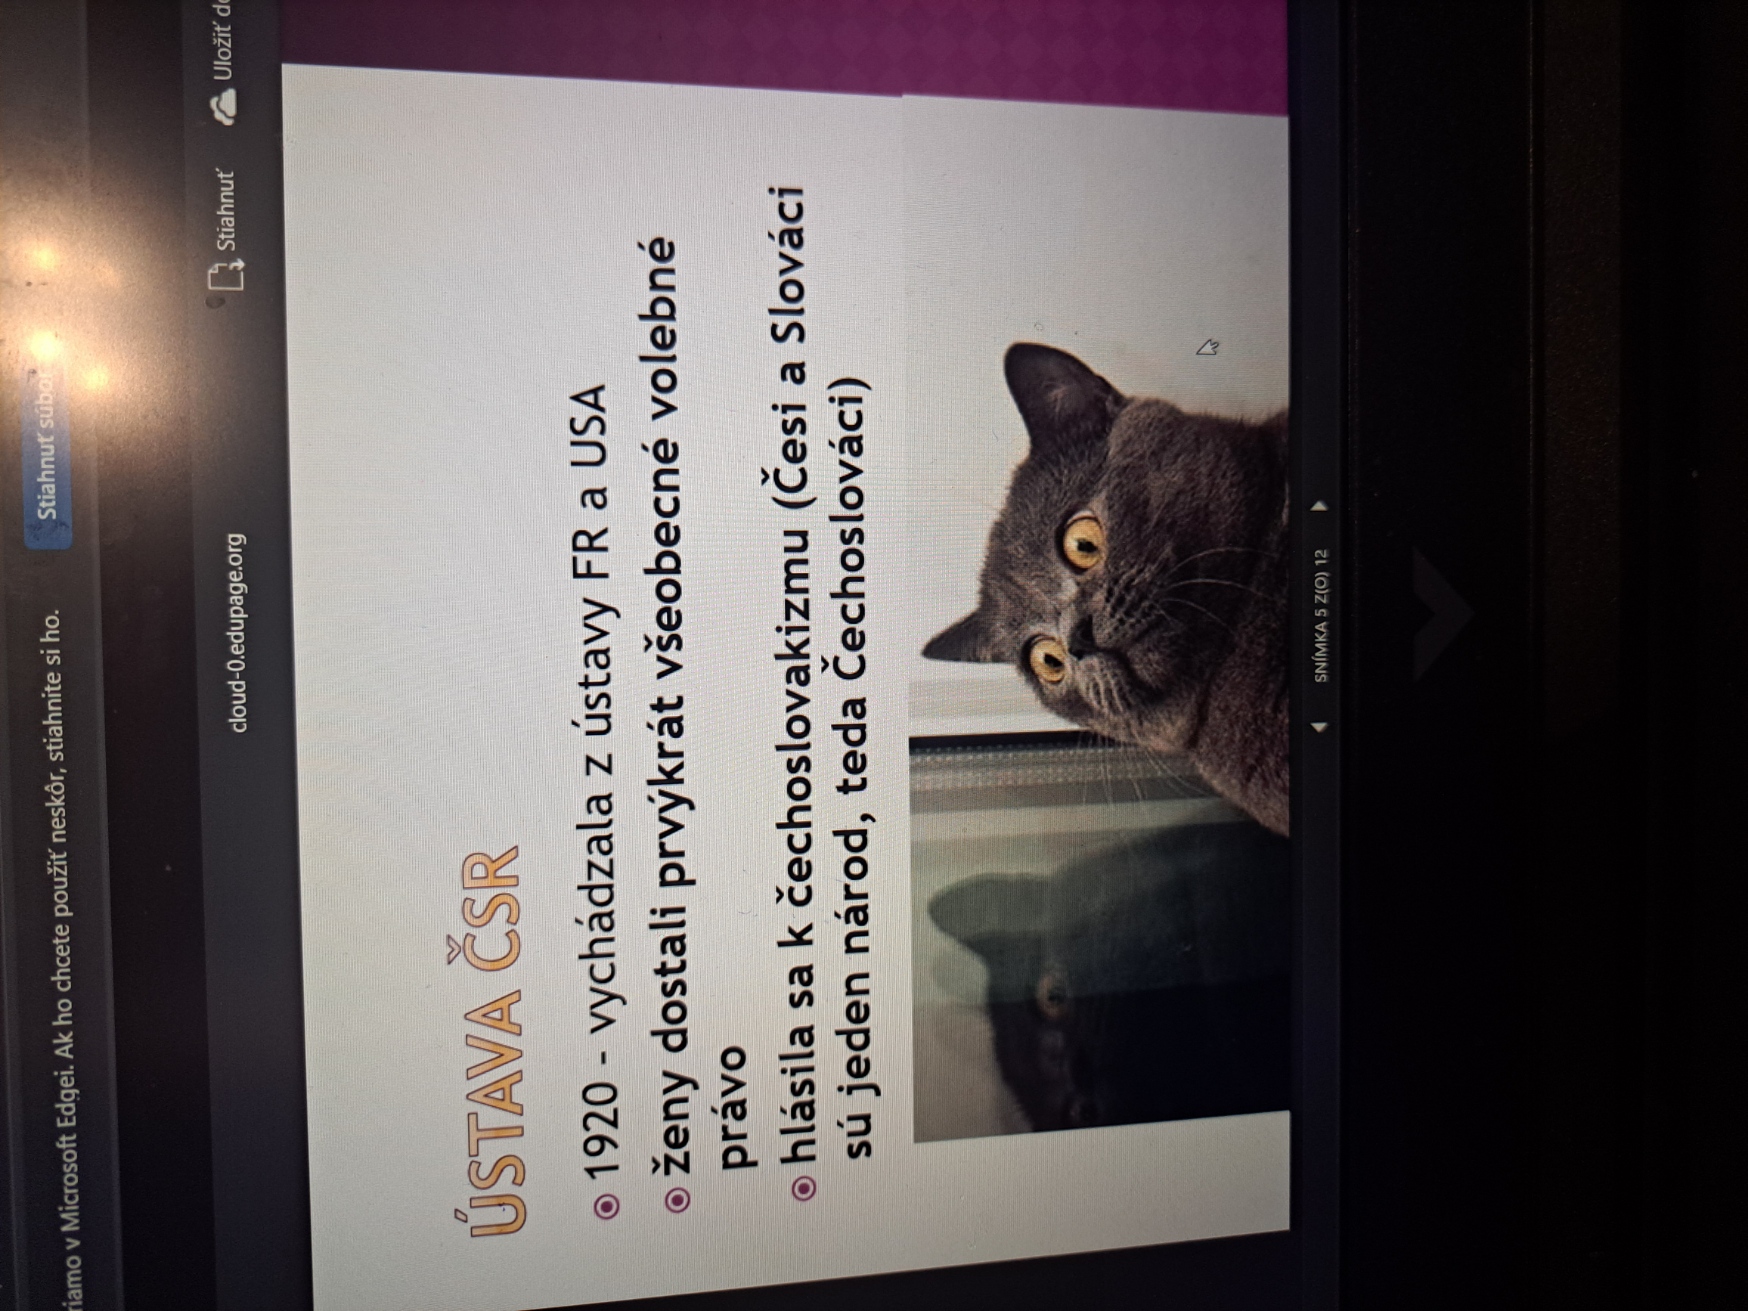 v Microsoft Edgei. Ak ho chcete použiť neskôr, stiahnite si ho.
Stiahnuť súbor
cloud-0.edupage.org
Stiahnuť
Uložiť do
ÚSTAVA ČSR
1920 - vychádzala z ústavy FR a USA
ženy dostali prvýkrát všeobecné volebné
právo
hlásila sa k čechoslovakizmu (Česi a Slováci
sú jeden národ, teda Čechoslováci)
SNÍMKA 5 Z(O) 12